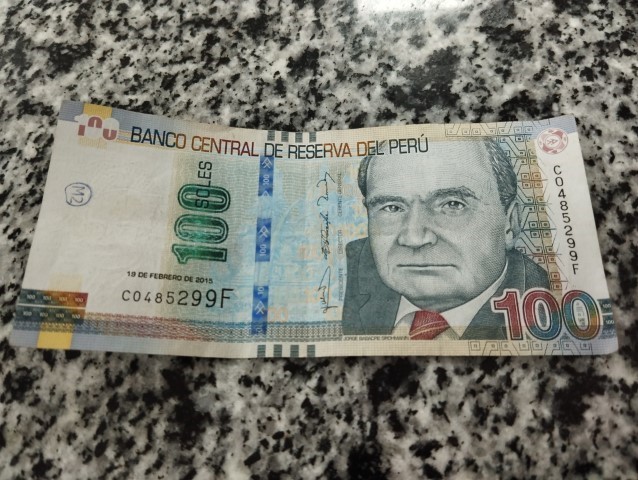 BANCO CENTRAL DE RESERVA DEL PERÚ
100
SOLES
M2
19 DE FEBRERO DE 2015
C0485299F
C0485299F
100
JORGE BASADRE GROHMANN